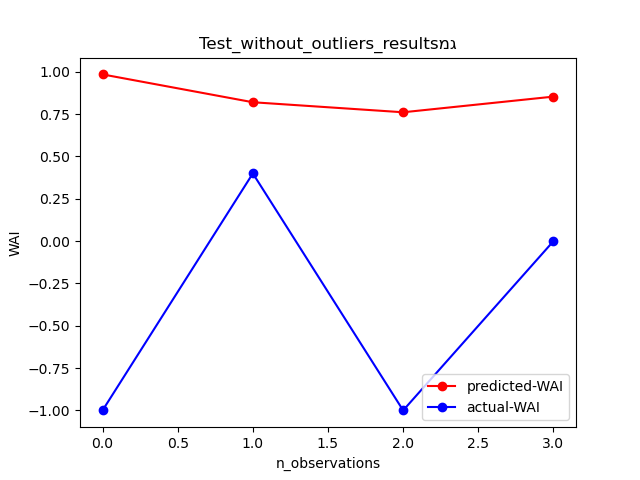 Test_without_outliers_resultsגמ
1.00
0.75
0.50
0.25
0.00
−0.25
−0.50
−0.75
−1.00
WAI
predicted-WAI
actual-WAI
0.0 0.5 1.0 1.5 2.0 2.5 3.0
n_observations